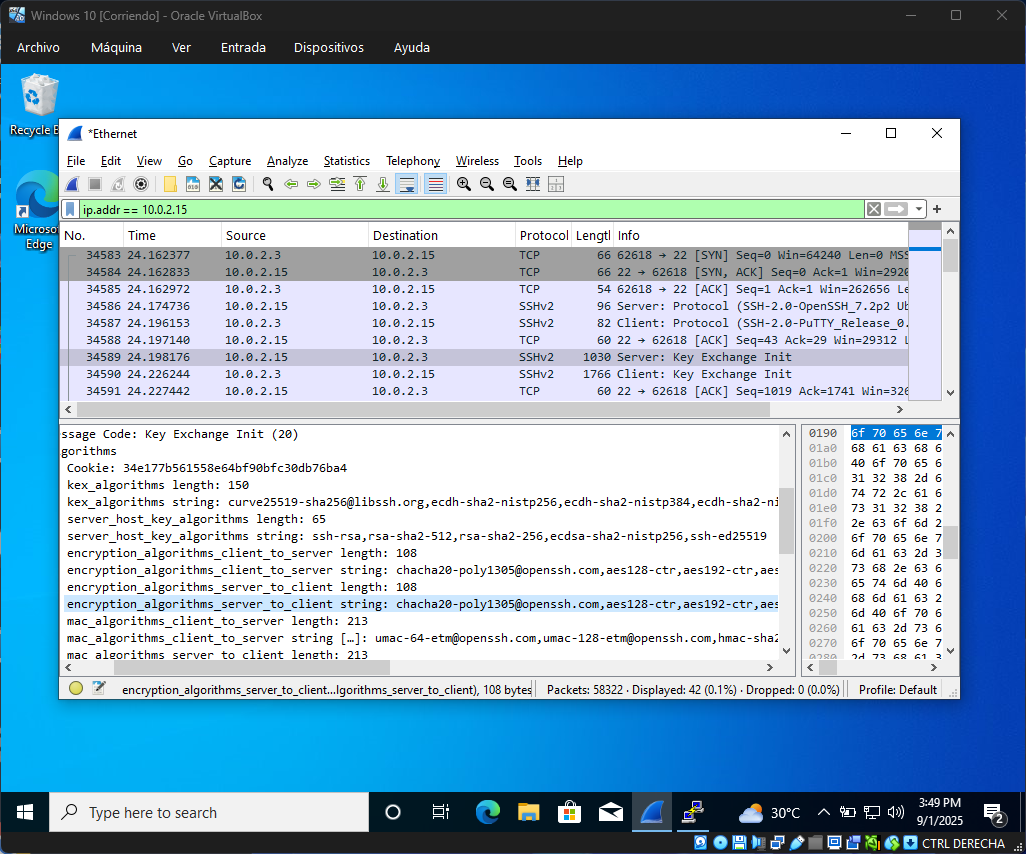 Windows 10 [Corriendo] - Oracle VirtualBox
Archivo Máquina Ver Entrada Dispositivos Ayuda
Recycle B
Microso
Edge
*Ethernet
File Edit View Go Capture Analyze Statistics Telephony Wireless Tools Help
ip.addr == 10.0.2.15
No. Time Source Destination Protocol Lengtl Info
34583 24.162377 10.0.2.3 10.0.2.15 TCP 66 62618 → 22 [SYN] Seq=0 Win=64240 Len=0 MSS
34584 24.162833 10.0.2.15 10.0.2.3 TCP 66 22 → 62618 [SYN, ACK] Seq=0 Ack=1 Win=2920
34585 24.162972 10.0.2.3 10.0.2.15 TCP 54 62618 → 22 [ACK] Seq=1 Ack=1 Win=262656 Le
34586 24.174736 10.0.2.15 10.0.2.3 SSHv2 96 Server: Protocol (SSH-2.0-OpenSSH_7.2p2 Ub
34587 24.196153 10.0.2.3 10.0.2.15 SSHv2 82 Client: Protocol (SSH-2.0-PuTTY_Release_0.
34588 24.197140 10.0.2.15 10.0.2.3 TCP 60 22 → 62618 [ACK] Seq=43 Ack=29 Win=29312 L
34589 24.198176 10.0.2.15 10.0.2.3 SSHv2 1030 Server: Key Exchange Init
34590 24.226244 10.0.2.3 10.0.2.15 SSHv2 1766 Client: Key Exchange Init
34591 24.227442 10.0.2.15 10.0.2.3 TCP 60 22 → 62618 [ACK] Seq=1019 Ack=1741 Win=326
ssage Code: Key Exchange Init (20)
gorithms
Cookie: 34e177b561558e64bf90bfc30db76ba4
kex_algorithms length: 150
kex_algorithms string: curve25519-sha256@libssh.org,ecdh-sha2-nistp256,ecdh-sha2-nistp384,ecdh-sha2-ni
server_host_key_algorithms length: 65
server_host_key_algorithms string: ssh-rsa,rsa-sha2-512,rsa-sha2-256,ecdsa-sha2-nistp256,ssh-ed25519
encryption_algorithms_client_to_server length: 108
encryption_algorithms_client_to_server string: chacha20-poly1305@openssh.com,aes128-ctr,aes192-ctr,aes
encryption_algorithms_server_to_client length: 108
encryption_algorithms_server_to_client string: chacha20-poly1305@openssh.com,aes128-ctr,aes192-ctr,aes
mac_algorithms_client_to_server length: 213
mac_algorithms_client_to_server string […]: umac-64-etm@openssh.com,umac-128-etm@openssh.com,hmac-sha2
mac_algorithms_server_to_client length: 213
0190 6f 70 65 6e 7
01a0 68 61 63 68 6
01b0 40 6f 70 65 6
01c0 31 32 38 2d 6
01d0 74 72 2c 61 6
01e0 73 31 32 38 2
01f0 2e 63 6f 6d 2
0200 6f 70 65 6e 7
0210 6d 61 63 2d 3
0220 73 68 2e 63 6
0230 65 74 6d 40 6
0240 68 6d 61 63 2
0250 6d 40 6f 70 6
0260 61 63 2d 73 6
0270 6f 70 65 6e 7
0280 2d 73 68 61 3
encryption_algorithms_server_to_client...lgorithms_server_to_client), 108 bytes
Packets: 58322 · Displayed: 42 (0.1%) · Dropped: 0 (0.0%)
Profile: Default
Type here to search
30°C
3:49 PM
9/1/2025
2
CTRL DERECHA